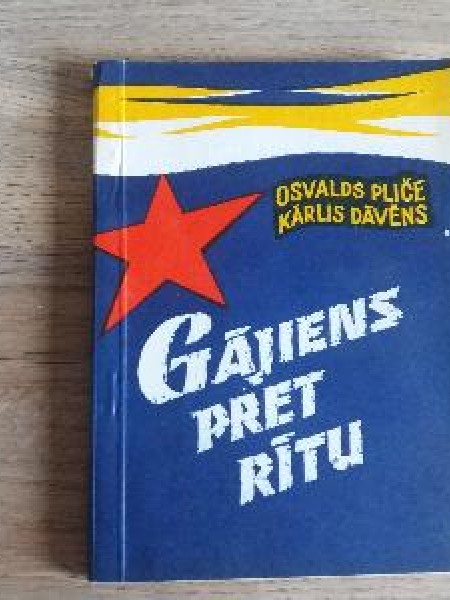 OSVALDS PLIČE
KĀRLIS DĀVĒNS
GĀJIENS
PRET
RĪTU